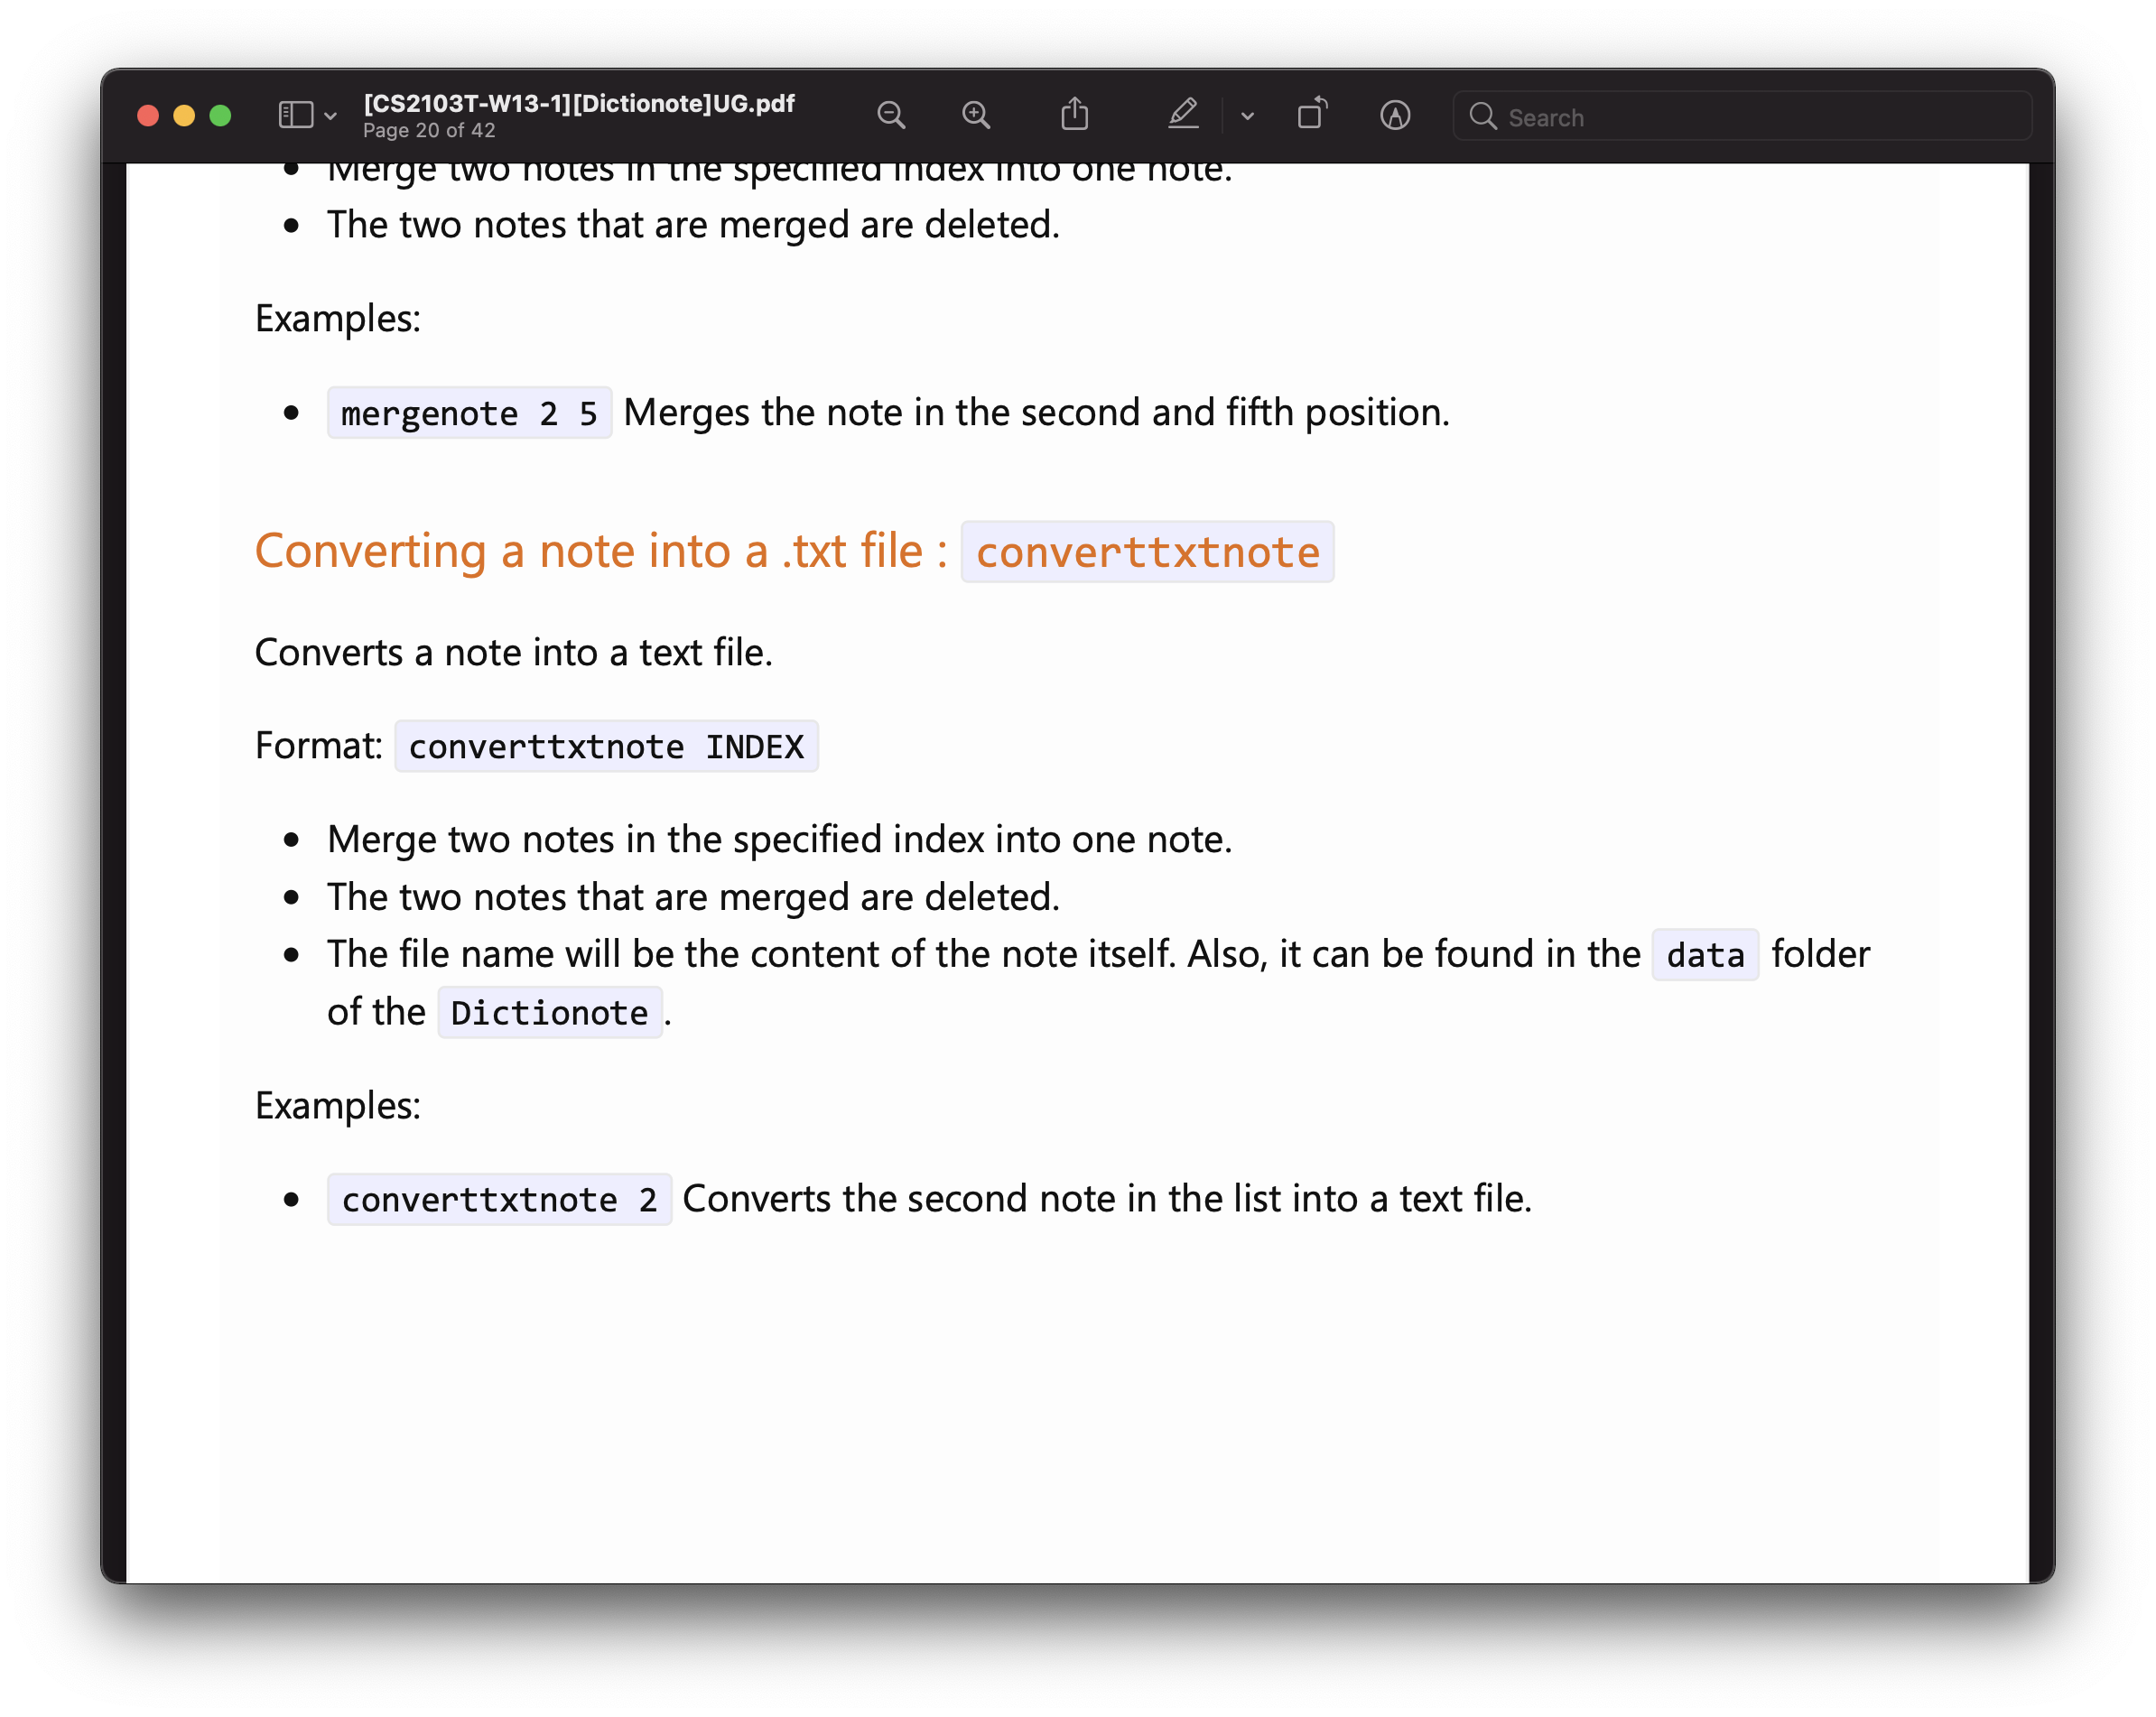 [CS2103T-W13-1][Dictionote]UG.pdf
Page 20 of 42
Search
Merge two notes in the specified index into one note.
The two notes that are merged are deleted.
Examples:
mergenote 2 5 Merges the note in the second and fifth position.
Converting a note into a .txt file : converttxtnote
Converts a note into a text file.
Format: converttxtnote INDEX
Merge two notes in the specified index into one note.
The two notes that are merged are deleted.
The file name will be the content of the note itself. Also, it can be found in the data folder
of the Dictionote.
Examples:
converttxtnote 2 Converts the second note in the list into a text file.